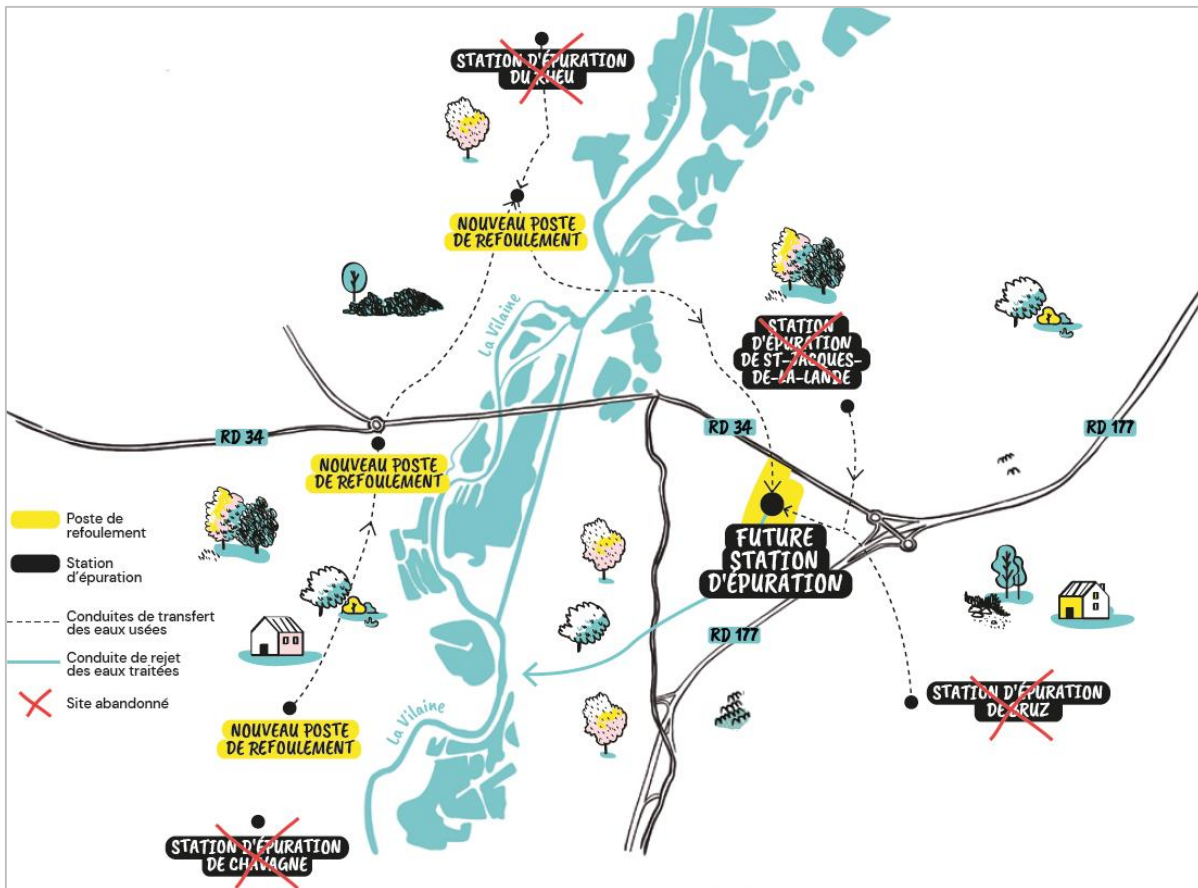 STATION D'ÉPURATION
DU RHEU
NOUVEAU POSTE
DE REFOULEMENT
La Vilaine
STATION
D'ÉPURATION
DE ST-JACQUES-
DE-LA-LANDE
RD 34
RD 34
RD 177
NOUVEAU POSTE
DE REFOULEMENT
Poste de
refoulement
Station
d'épuration
Conduites de transfert
des eaux usées
Conduite de rejet
des eaux traitées
Site abandonné
FUTURE
STATION
D'ÉPURATION
RD 177
NOUVEAU POSTE
DE REFOULEMENT
La Vilaine
STATION D'ÉPURATION
DE BRUZ
STATION D'ÉPURATION
DE CHAVAGNE